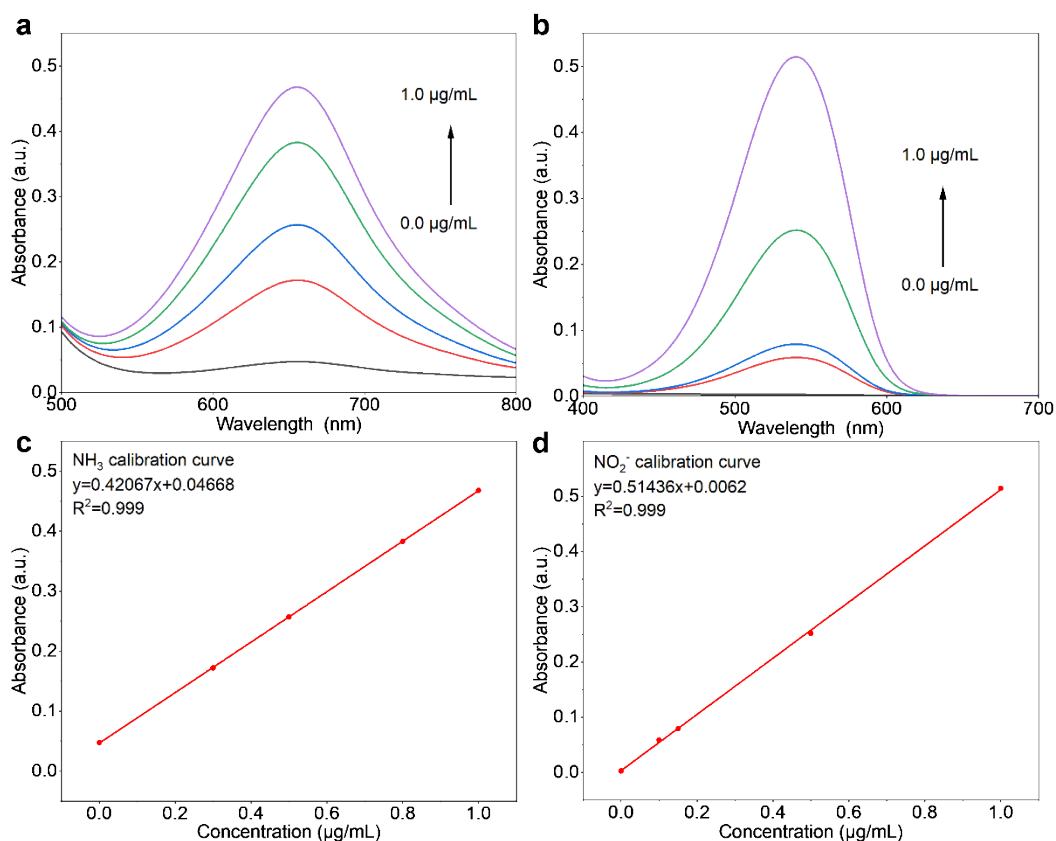 a
0.5
0.4
0.3
0.2
0.1
0.0
Absorbance (a.u.)
1.0 µg/mL
0.0 µg/mL
500
600
700
800
Wavelength (nm)
b
0.5
0.4
0.3
0.2
0.1
0.0
Absorbance (a.u.)
1.0 µg/mL
0.0 µg/mL
400
500
600
700
Wavelength (nm)
c
NH₃ calibration curve
y=0.42067x+0.04668
R²=0.999
0.5
0.4
0.3
0.2
0.1
0.0
Absorbance (a.u.)
0.0
0.2
0.4
0.6
0.8
1.0
Concentration (µg/mL)
d
NO₂⁻ calibration curve
y=0.51436x+0.0062
R²=0.999
0.5
0.4
0.3
0.2
0.1
0.0
Absorbance (a.u.)
0.0
0.2
0.4
0.6
0.8
1.0
Concentration (µg/mL)